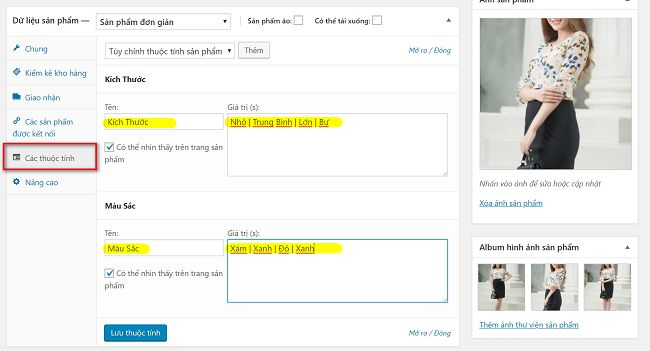 Dữ liệu sản phẩm — Sản phẩm đơn giản Sản phẩm ảo: Có thể tải xuống:
Chung
Kiểm kê kho hàng
Giao nhận
Các sản phẩm
được kết nối
Các thuộc tính
Nâng cao
Tùy chỉnh thuộc tính sản phẩm Thêm Mở ra / Đóng
Kích Thước
Tên: Giá trị (s):
Kích Thước Nhỏ | Trung Bình | Lớn | Bự
Có thể nhìn thấy trên trang sản
phẩm
Màu Sắc
Tên: Giá trị (s):
Màu Sắc Xám | Xanh | Đỏ | Xanh
Có thể nhìn thấy trên trang sản
phẩm
Lưu thuộc tính Mở ra / Đóng
Ảnh sản phẩm
Nhấn vào ảnh để sửa hoặc cập nhật
Xóa ảnh sản phẩm
Album hình ảnh sản phẩm
Thêm ảnh thư viện sản phẩm